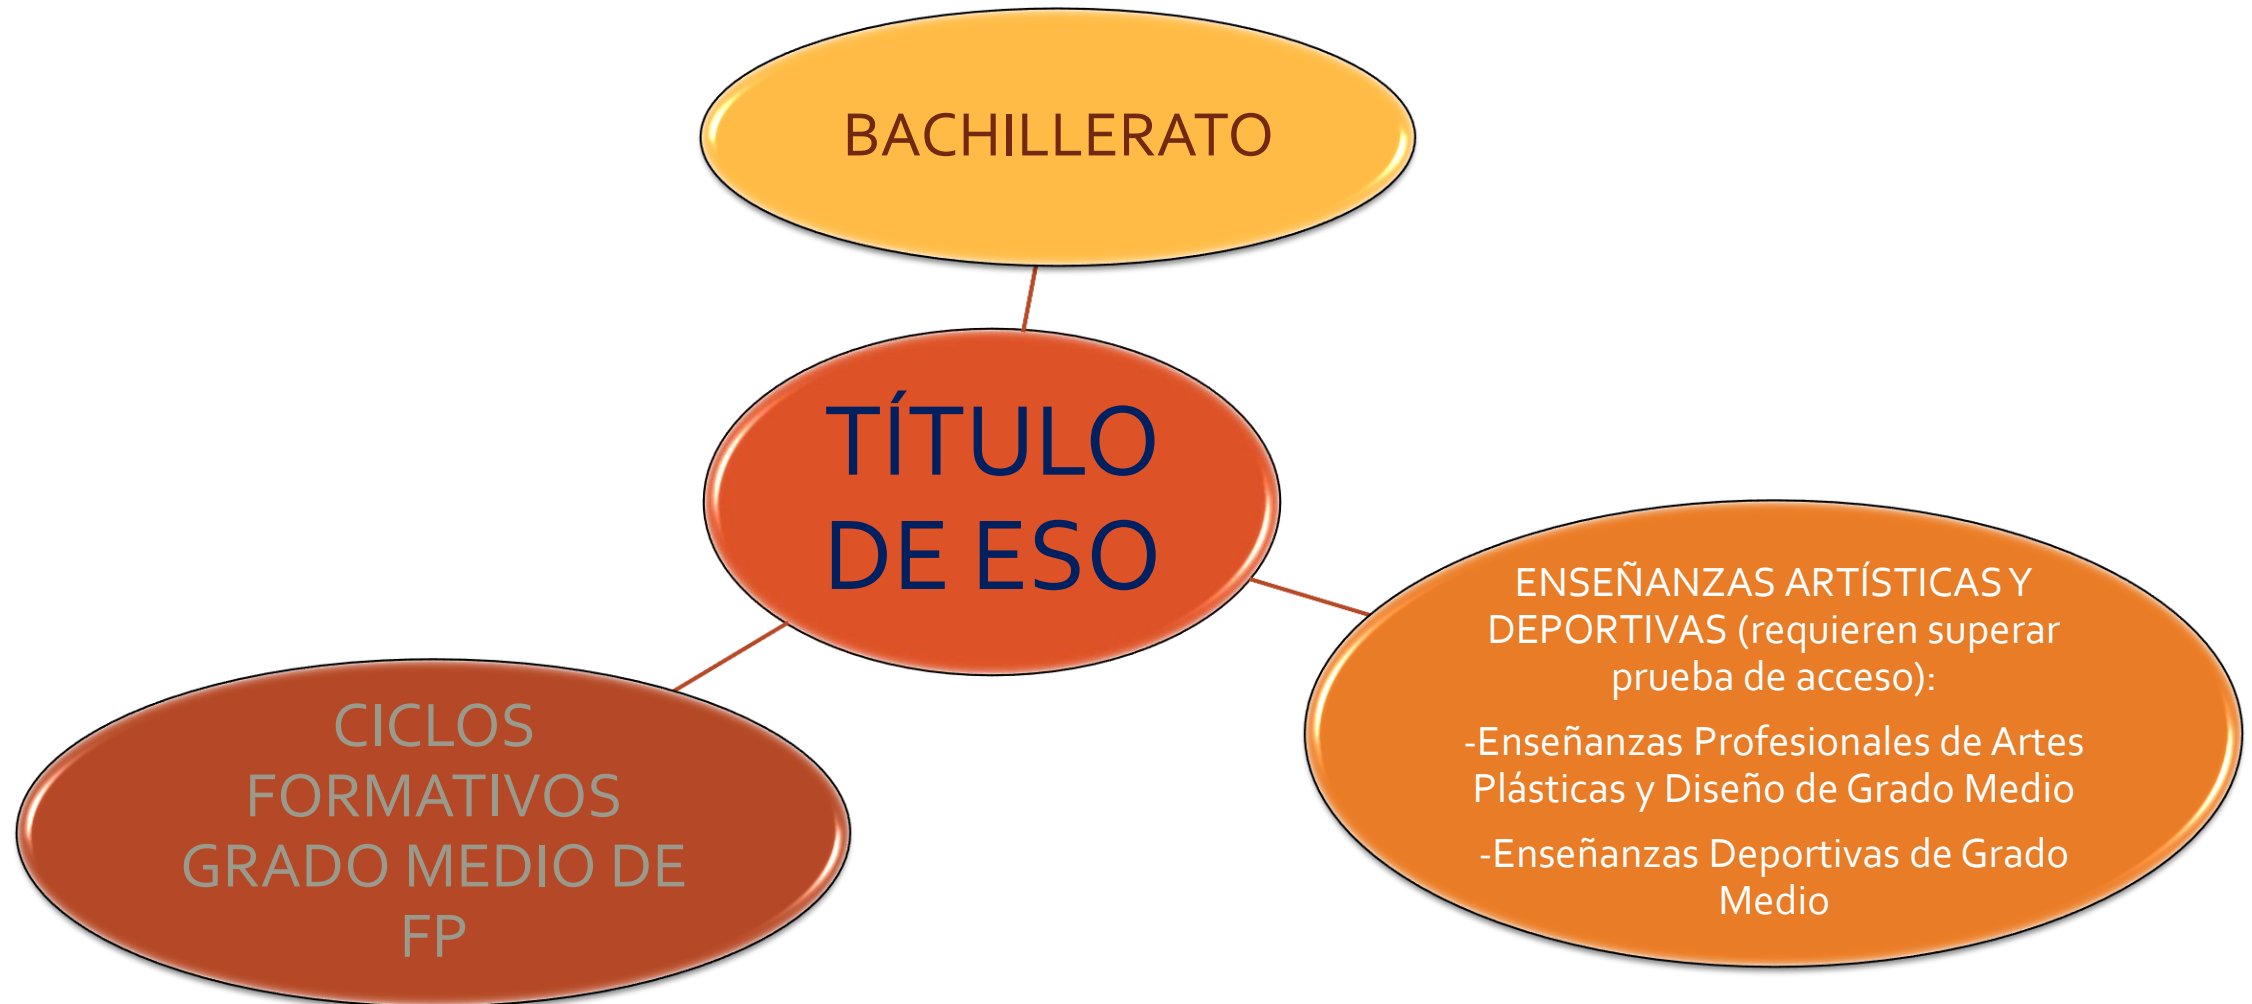 BACHILLERATO
TÍTULO
DE ESO
ENSEÑANZAS ARTÍSTICAS Y
DEPORTIVAS (requieren superar
prueba de acceso):
-Enseñanzas Profesionales de Artes
Plásticas y Diseño de Grado Medio
-Enseñanzas Deportivas de Grado
Medio
CICLOS
FORMATIVOS
GRADO MEDIO DE
FP